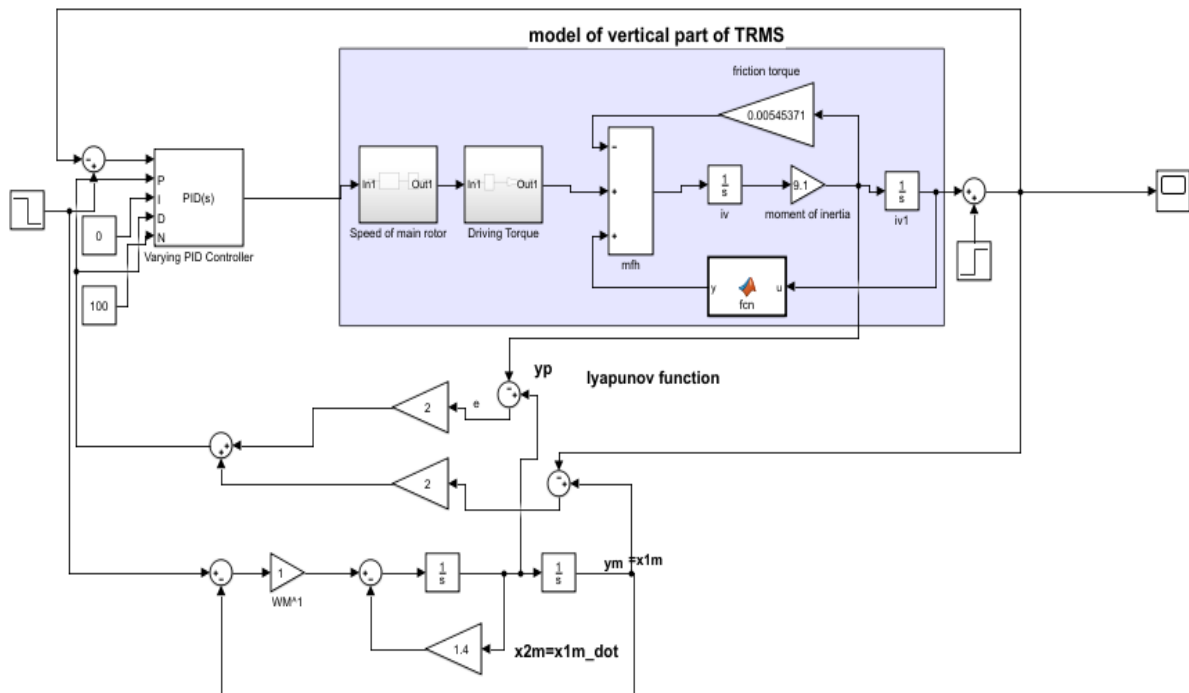 model of vertical part of TRMS
friction torque
0.00545371
P
I
D
N
PID(s)
Varying PID Controller
0
100
In1 Out1
Speed of main rotor
In1 Out1
Driving Torque
mfh
1
s
iv
9.1
moment of inertia
1
s
iv1
y
u
fcn
yp
lyapunov function
e
2
2
1
WM^1
1
s
1
s
ym =x1m
1.4
x2m=x1m_dot